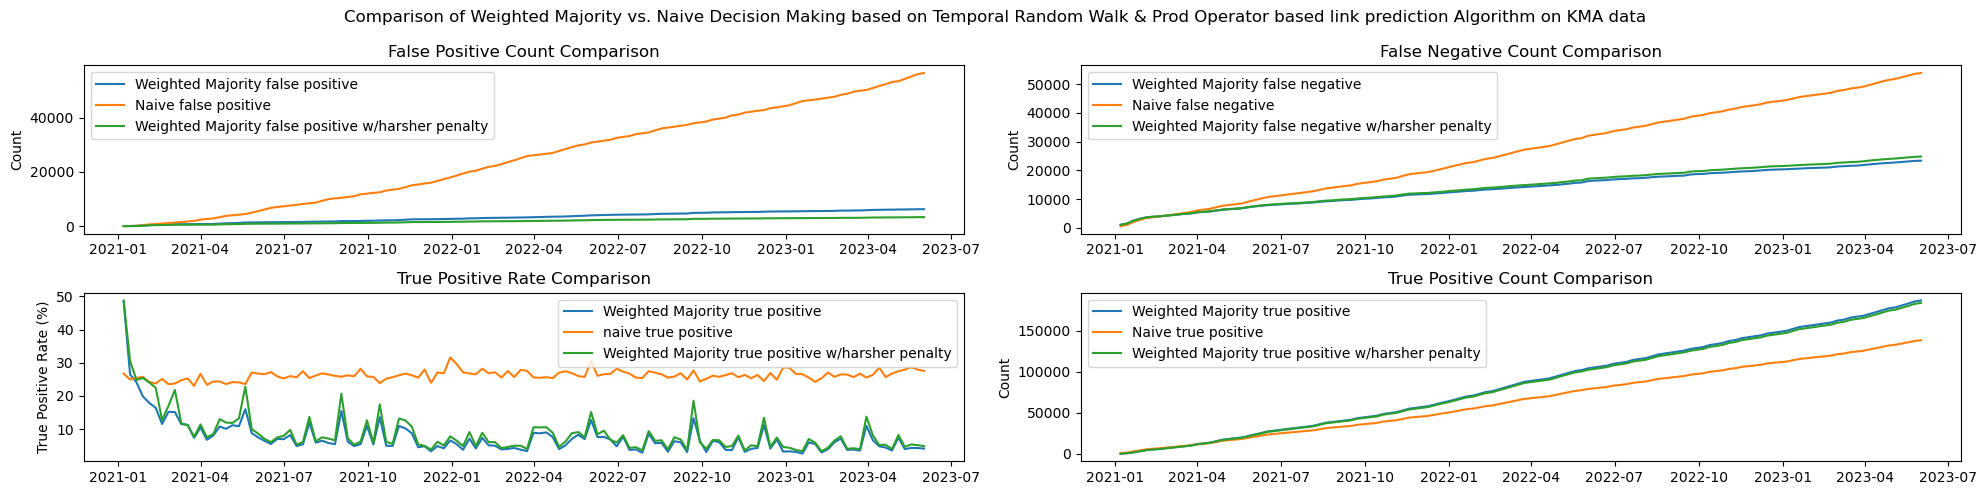 Comparison of Weighted Majority vs. Naive Decision Making based on Temporal Random Walk & Prod Operator based link prediction Algorithm on KMA data
False Positive Count Comparison
Weighted Majority false positive
Naive false positive
Weighted Majority false positive w/harsher penalty
Count
40000
20000
0
2021-01 2021-04 2021-07 2021-10 2022-01 2022-04 2022-07 2022-10 2023-01 2023-04 2023-07
False Negative Count Comparison
Weighted Majority false negative
Naive false negative
Weighted Majority false negative w/harsher penalty
Count
50000
40000
30000
20000
10000
0
2021-01 2021-04 2021-07 2021-10 2022-01 2022-04 2022-07 2022-10 2023-01 2023-04 2023-07
True Positive Rate Comparison
Weighted Majority true positive
naive true positive
Weighted Majority true positive w/harsher penalty
True Positive Rate (%)
50
40
30
20
10
2021-01 2021-04 2021-07 2021-10 2022-01 2022-04 2022-07 2022-10 2023-01 2023-04 2023-07
True Positive Count Comparison
Weighted Majority true positive
Naive true positive
Weighted Majority true positive w/harsher penalty
Count
150000
100000
50000
0
2021-01 2021-04 2021-07 2021-10 2022-01 2022-04 2022-07 2022-10 2023-01 2023-04 2023-07